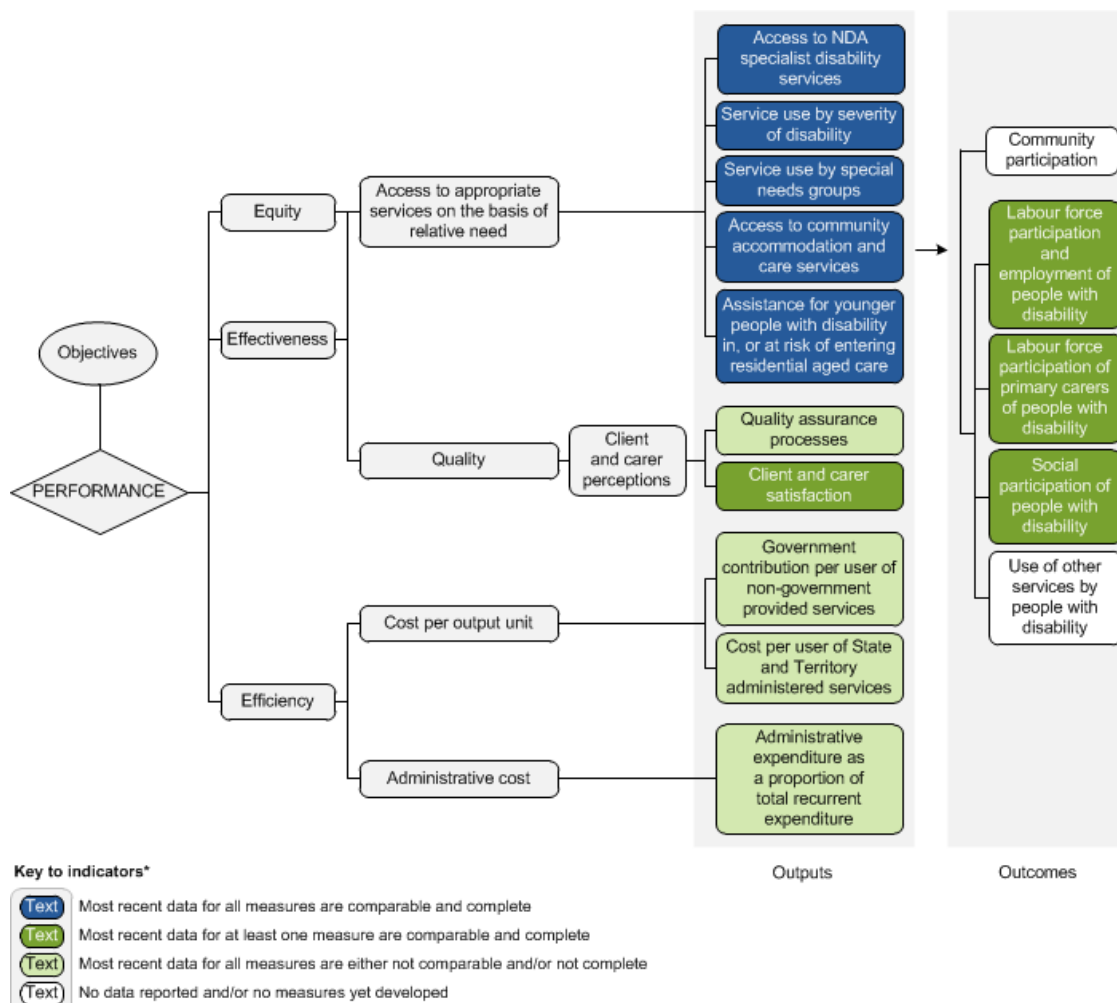 Objectives
PERFORMANCE
Equity
Effectiveness
Efficiency
Access to appropriate
services on the basis of
relative need
Quality
Client
and carer
perceptions
Cost per output unit
Administrative cost
Access to NDA
specialist disability
services
Service use by severity
of disability
Service use by special
needs groups
Access to community
accommodation and
care services
Assistance for younger
people with disability
in, or at risk of entering
residential aged care
Quality assurance
processes
Client and carer
satisfaction
Government
contribution per user of
non-government
provided services
Cost per user of State
and Territory
administered services
Administrative
expenditure as
a proportion of
total recurrent
expenditure
Outputs
Community
participation
Labour force
participation
and
employment of
people with
disability
Labour force
participation of
primary carers
of people with
disability
Social
participation of
people with
disability
Use of other
services by
people with
disability
Outcomes
Key to indicators*
Text Most recent data for all measures are comparable and complete
Text Most recent data for at least one measure are comparable and complete
Text Most recent data for all measures are either not comparable and/or not complete
Text No data reported and/or no measures yet developed